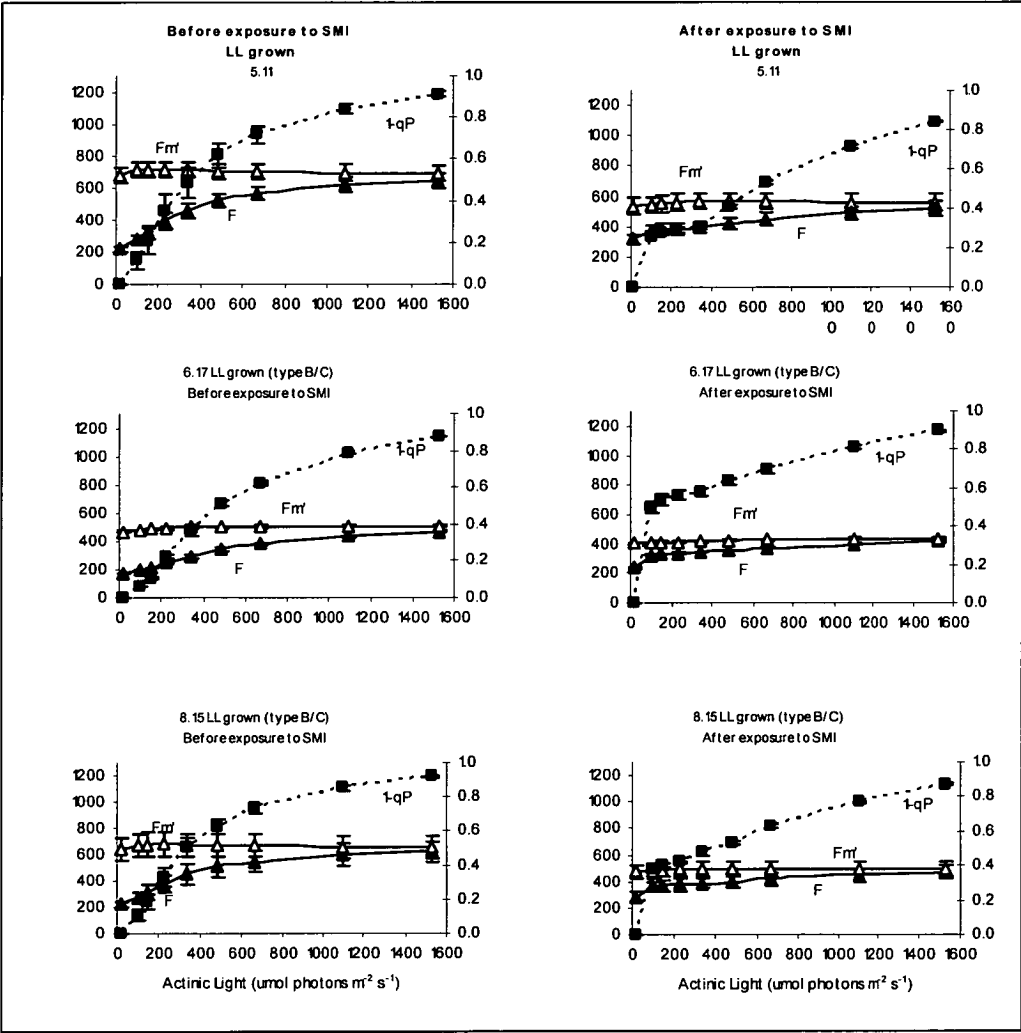 Before exposure to SMI
LL grown
5.11
1200
1000
800
600
400
200
0
1.0
0.8
0.6
0.4
0.2
0.0
Fm'
1-qP
F
0 200 400 600 800 1000 1200 1400 1600
After exposure to SMI
LL grown
5.11
1200
1000
800
600
400
200
0
1.0
0.8
0.6
0.4
0.2
0.0
Fm'
1-qP
F
0 200 400 600 800 100 120 140 160
0 0 0 0
6.17 LL grown (type B/C)
Before exposure to SMI
1200
1000
800
600
400
200
0
1.0
0.8
0.6
0.4
0.2
0.0
1-qP
Fm'
F
0 200 400 600 800 1000 1200 1400 1600
6.17 LL grown (type B/C)
After exposure to SMI
1200
1000
800
600
400
200
0
1.0
0.8
0.6
0.4
0.2
0.0
1-qP
Fm'
F
0 200 400 600 800 1000 1200 1400 1600
8.15 LL grown (type B/C)
Before exposure to SMI
1200
1000
800
600
400
200
0
1.0
0.8
0.6
0.4
0.2
0.0
1-qP
Fm'
F
0 200 400 600 800 1000 1200 1400 1600
Actinic Light (umol photons m⁻² s⁻¹)
8.15 LL grown (type B/C)
After exposure to SMI
1200
1000
800
600
400
200
0
1.0
0.8
0.6
0.4
0.2
0.0
1-qP
Fm'
F
0 200 400 600 800 1000 1200 1400 1600
Actinic Light (umol photons m⁻² s⁻¹)